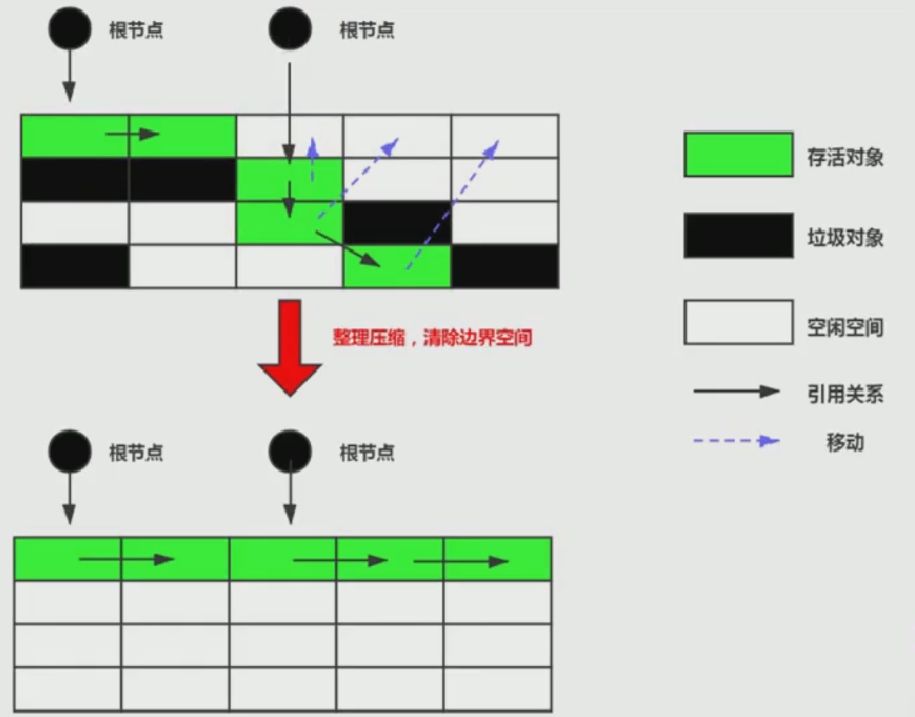 根节点
根节点
存活对象
垃圾对象
空闲空间
引用关系
移动
整理压缩，清除边界空间
根节点
根节点